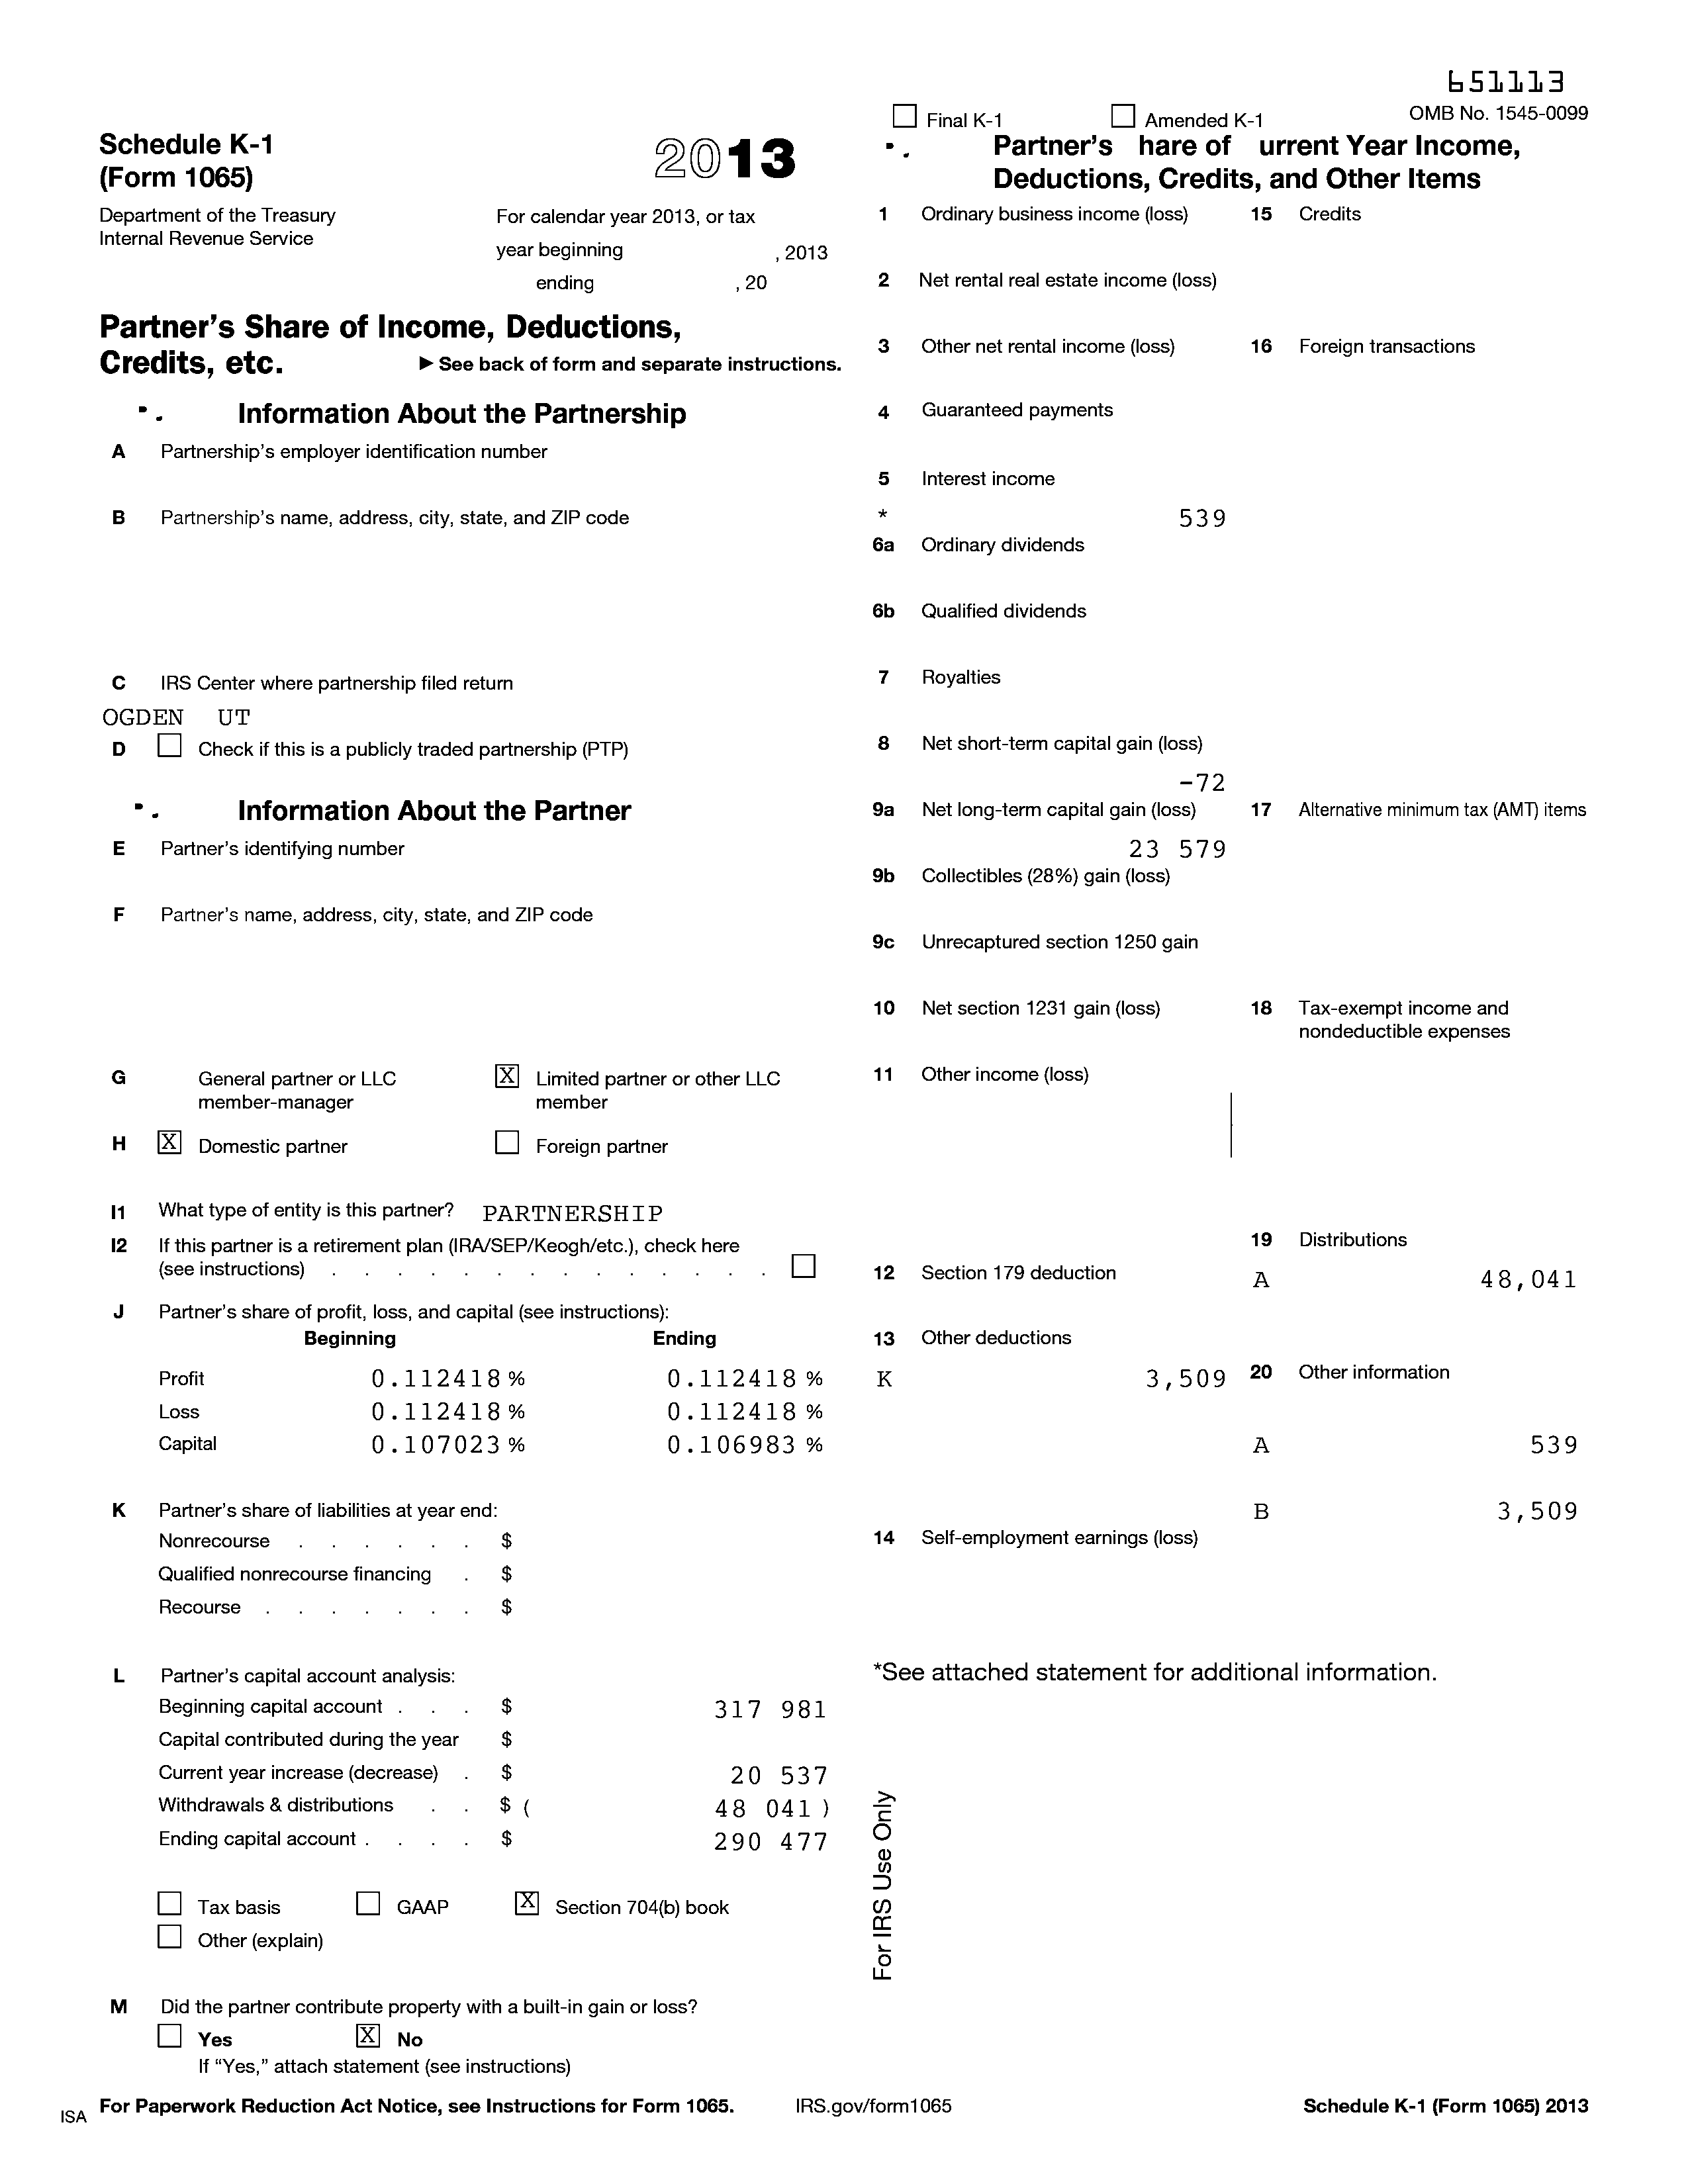 651113
Final K-1 Amended K-1 OMB No. 1545-0099
Schedule K-1
(Form 1065)
2013
Department of the Treasury
Internal Revenue Service
For calendar year 2013, or tax
year beginning , 2013
ending , 20
Partner's Share of Income, Deductions,
Credits, etc. ▶ See back of form and separate instructions.
Information About the Partnership
A Partnership's employer identification number
B Partnership's name, address, city, state, and ZIP code
C IRS Center where partnership filed return
OGDEN UT
D Check if this is a publicly traded partnership (PTP)
Information About the Partner
E Partner's identifying number
F Partner's name, address, city, state, and ZIP code
G General partner or LLC
member-manager
X Limited partner or other LLC
member
H X Domestic partner Foreign partner
I1 What type of entity is this partner? PARTNERSHIP
I2 If this partner is a retirement plan (IRA/SEP/Keogh/etc.), check here
(see instructions) . . . . . . . . . . . . . .
J Partner's share of profit, loss, and capital (see instructions):
Beginning Ending
Profit 0.112418 % 0.112418 %
Loss 0.112418 % 0.112418 %
Capital 0.107023 % 0.106983 %
K Partner's share of liabilities at year end:
Nonrecourse . . . . . . $
Qualified nonrecourse financing . $
Recourse . . . . . . . $
L Partner's capital account analysis:
Beginning capital account . . . $ 317 981
Capital contributed during the year $
Current year increase (decrease) . $ 20 537
Withdrawals & distributions . . $ ( 48 041 )
Ending capital account . . . . $ 290 477
Tax basis GAAP X Section 704(b) book
Other (explain)
M Did the partner contribute property with a built-in gain or loss?
Yes X No
If "Yes," attach statement (see instructions)
Partner's hare of urrent Year Income,
Deductions, Credits, and Other Items
1 Ordinary business income (loss)
2 Net rental real estate income (loss)
3 Other net rental income (loss)
4 Guaranteed payments
5 Interest income
* 539
6a Ordinary dividends
6b Qualified dividends
7 Royalties
8 Net short-term capital gain (loss)
-72
9a Net long-term capital gain (loss)
23 579
9b Collectibles (28%) gain (loss)
9c Unrecaptured section 1250 gain
10 Net section 1231 gain (loss)
11 Other income (loss)
12 Section 179 deduction
13 Other deductions
K 3,509
14 Self-employment earnings (loss)
15 Credits
16 Foreign transactions
17 Alternative minimum tax (AMT) items
18 Tax-exempt income and
nondeductible expenses
19 Distributions
A 48,041
20 Other information
A 539
B 3,509
*See attached statement for additional information.
For IRS Use Only
ISA For Paperwork Reduction Act Notice, see Instructions for Form 1065. IRS.gov/form1065 Schedule K-1 (Form 1065) 2013